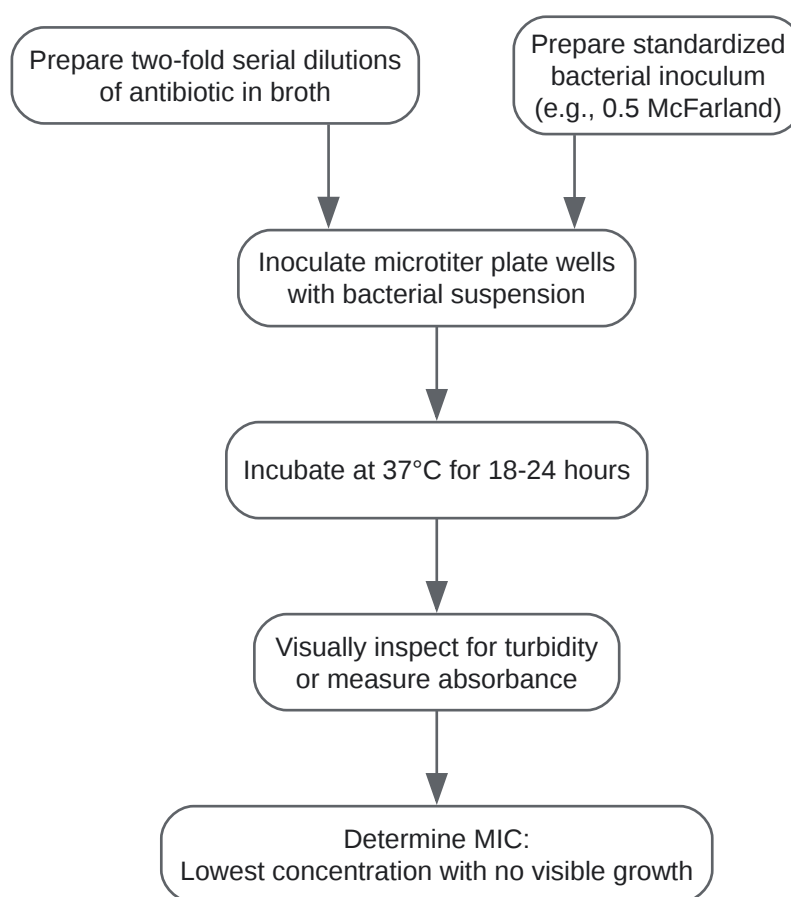 Prepare two-fold serial dilutions
of antibiotic in broth
Prepare standardized
bacterial inoculum
(e.g., 0.5 McFarland)
Inoculate microtiter plate wells
with bacterial suspension
Incubate at 37°C for 18-24 hours
Visually inspect for turbidity
or measure absorbance
Determine MIC:
Lowest concentration with no visible growth